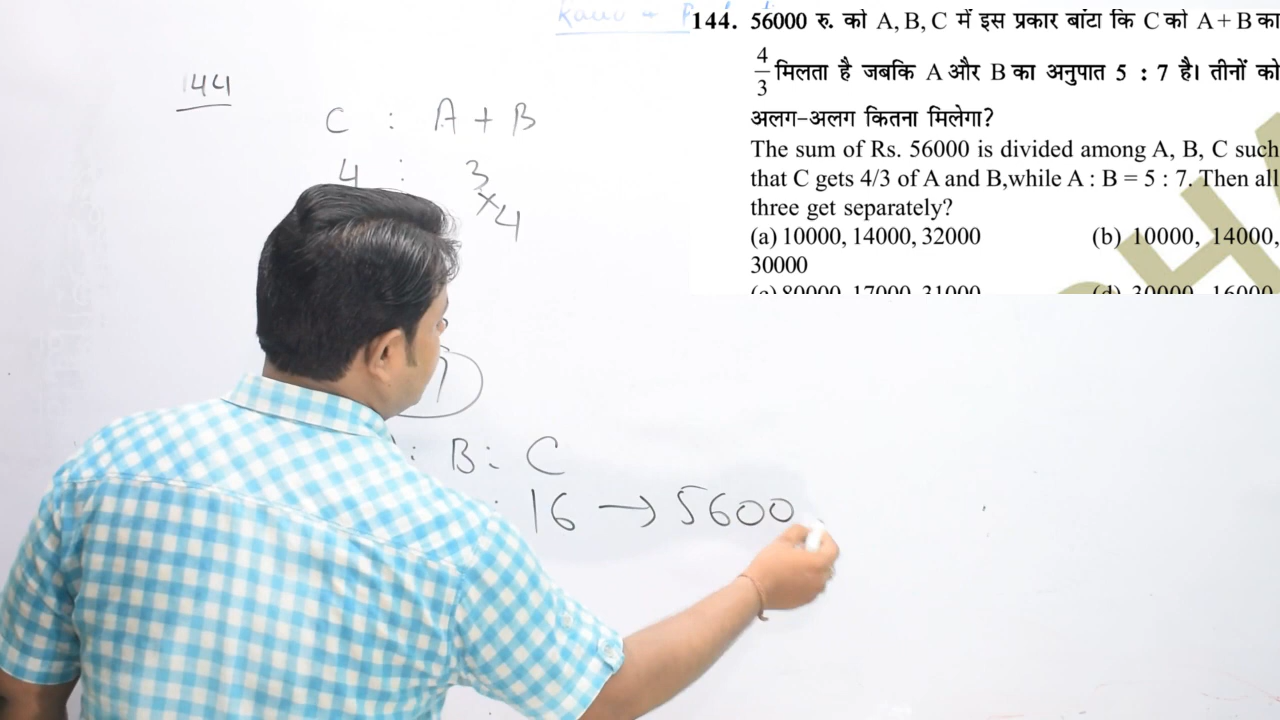 144. 56000 रु. को A, B, C में इस प्रकार बांटा कि C को A + B का
4/3 मिलता है जबकि A और B का अनुपात 5 : 7 है। तीनों को
अलग-अलग कितना मिलेगा?
The sum of Rs. 56000 is divided among A, B, C such
that C gets 4/3 of A and B,while A : B = 5 : 7. Then all
three get separately?
(a) 10000, 14000, 32000 (b) 10000, 14000,
30000
144
C : A + B
4 : 3
×4
: B : C
: 16 → 5600